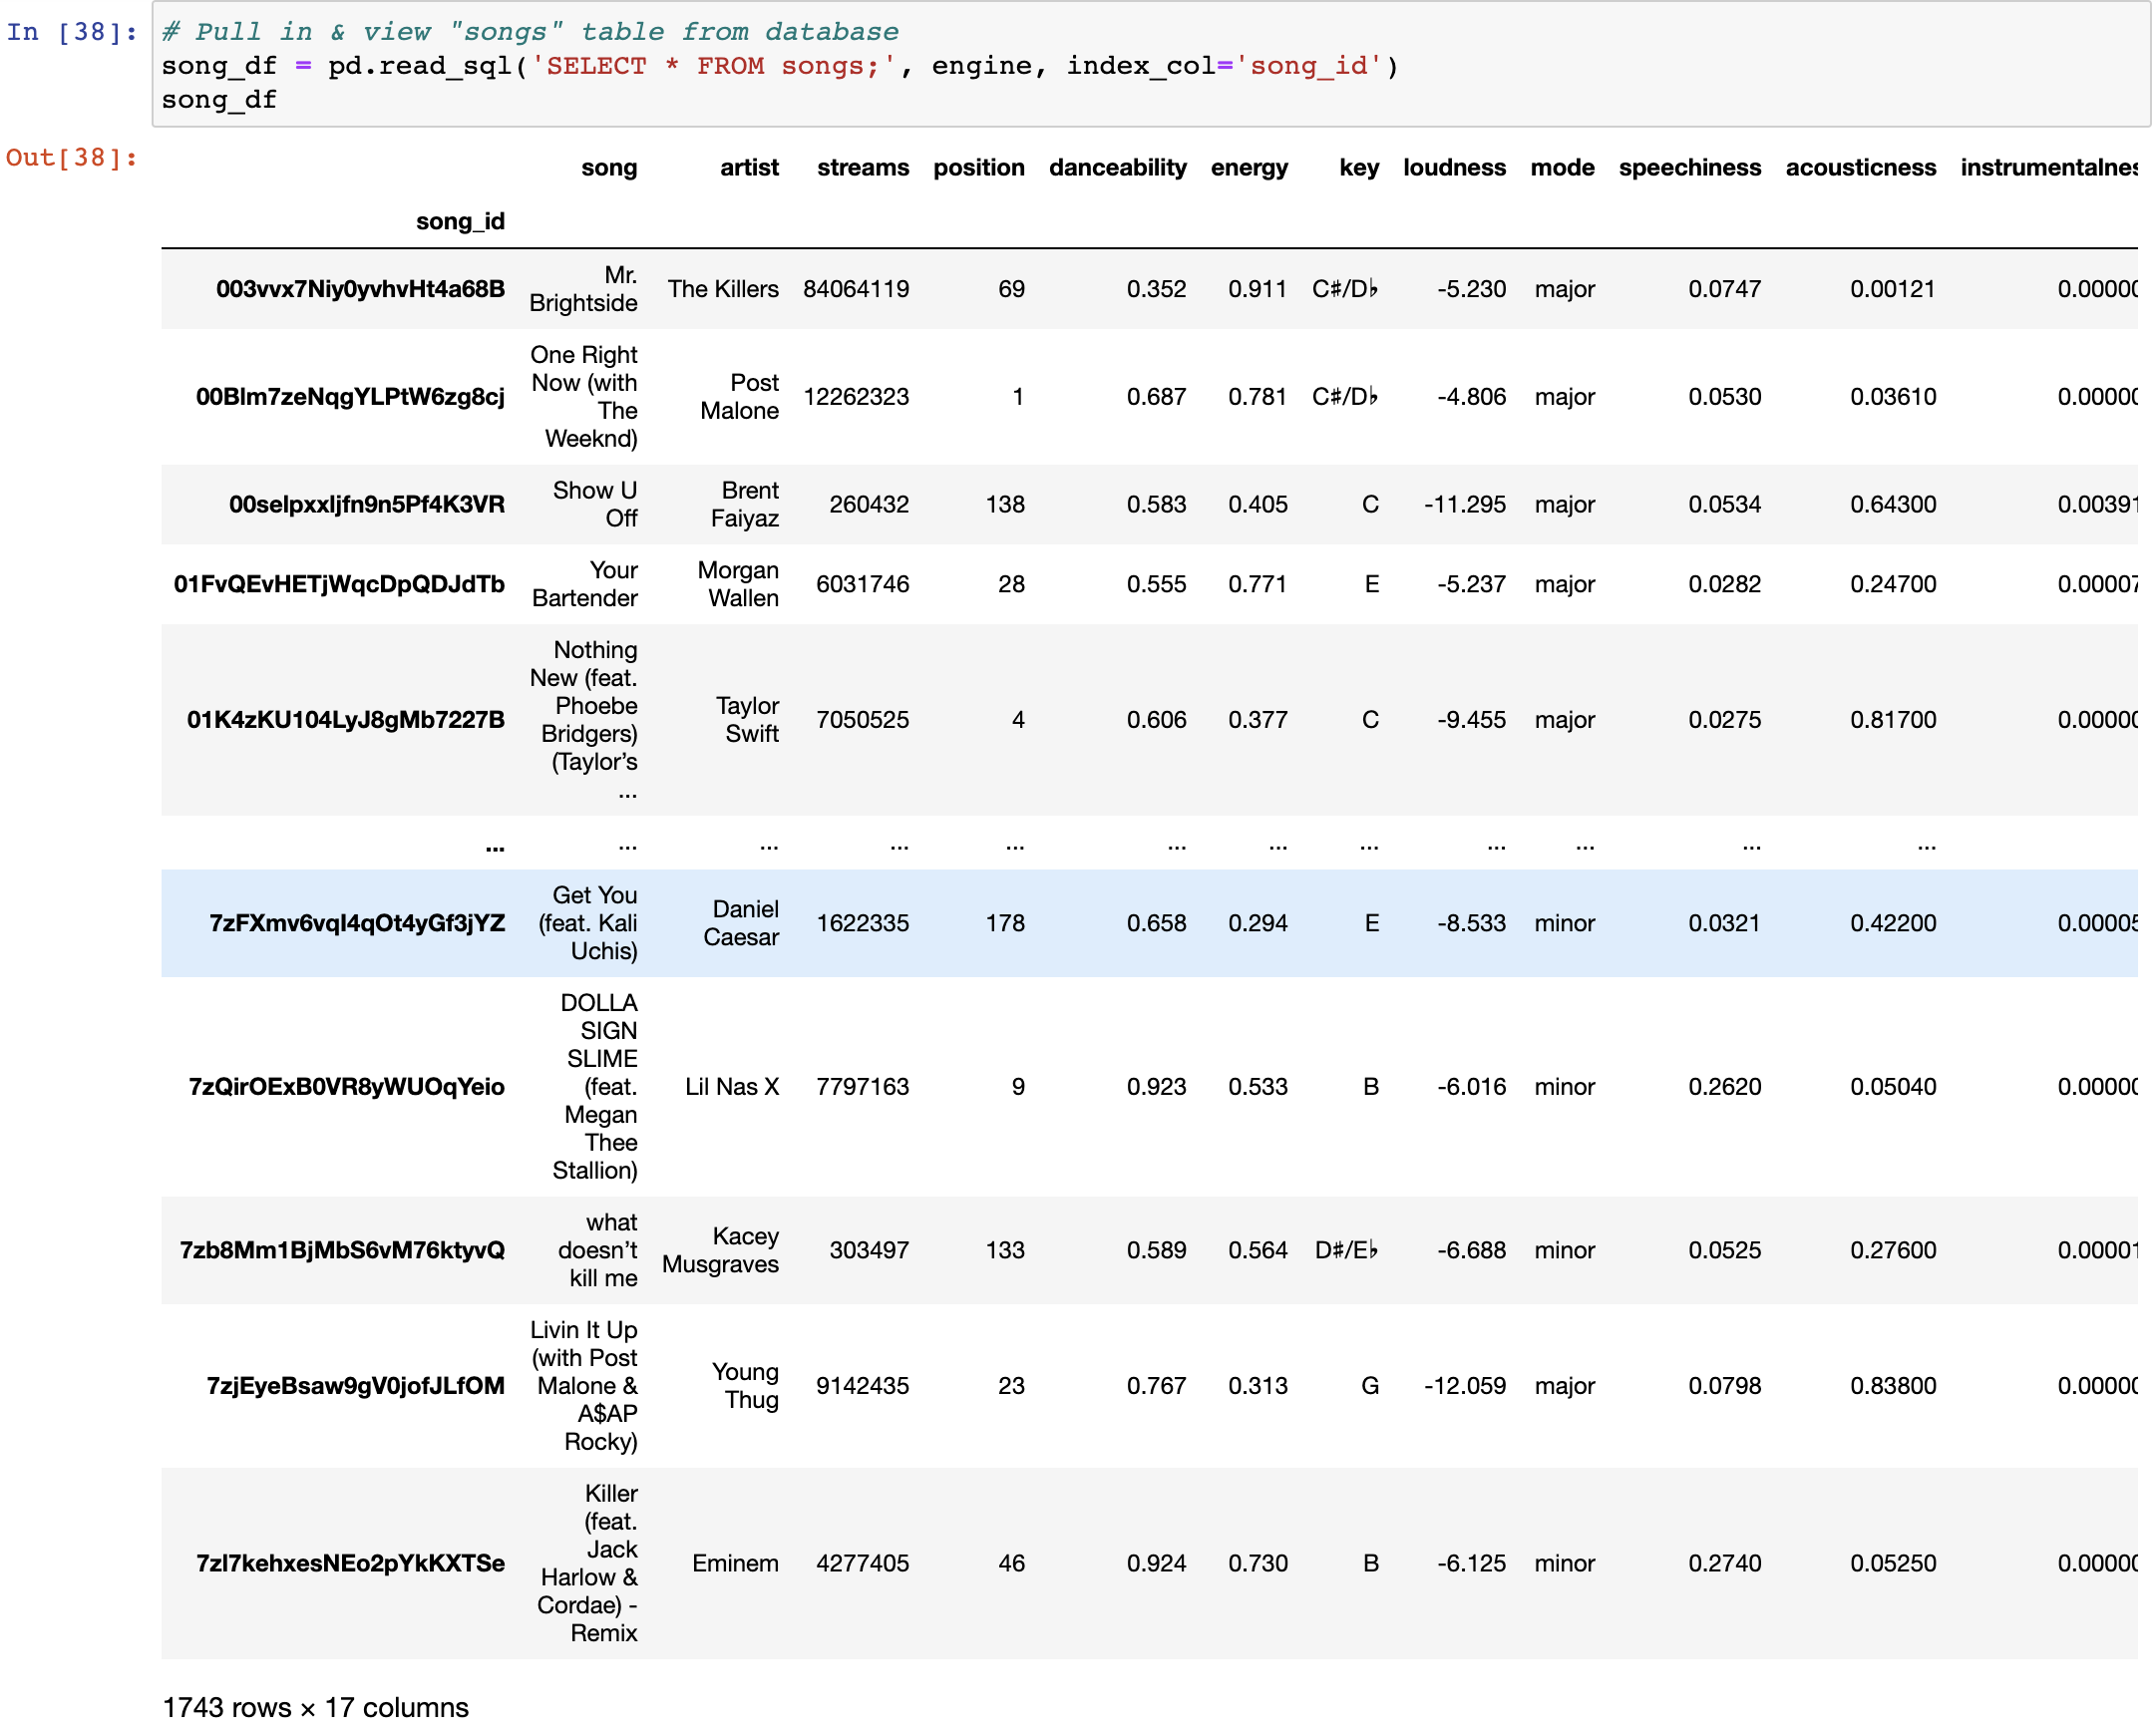 In [38]: # Pull in & view "songs" table from database
song_df = pd.read_sql('SELECT * FROM songs;', engine, index_col='song_id')
song_df
Out[38]:
song artist streams position danceability energy key loudness mode speechiness acousticness instrumentalnes
song_id
003vvx7Niy0yvhvHt4a68B Mr. Brightside The Killers 84064119 69 0.352 0.911 C♯/D♭ -5.230 major 0.0747 0.00121 0.00000
00Blm7zeNqgYLPtW6zg8cj One Right Now (with The Weeknd) Post Malone 12262323 1 0.687 0.781 C♯/D♭ -4.806 major 0.0530 0.03610 0.00000
00selpxxljfn9n5Pf4K3VR Show U Off Brent Faiyaz 260432 138 0.583 0.405 C -11.295 major 0.0534 0.64300 0.00391
01FvQEvHETjWqcDpQDJdTb Your Bartender Morgan Wallen 6031746 28 0.555 0.771 E -5.237 major 0.0282 0.24700 0.00007
01K4zKU104LyJ8gMb7227B Nothing New (feat. Phoebe Bridgers) (Taylor’s ... Taylor Swift 7050525 4 0.606 0.377 C -9.455 major 0.0275 0.81700 0.00000
... ... ... ... ... ... ... ... ... ... ... ...
7zFXmv6vqI4qOt4yGf3jYZ Get You (feat. Kali Uchis) Daniel Caesar 1622335 178 0.658 0.294 E -8.533 minor 0.0321 0.42200 0.00005
7zQirOExB0VR8yWUOqYeio DOLLA SIGN SLIME (feat. Megan Thee Stallion) Lil Nas X 7797163 9 0.923 0.533 B -6.016 minor 0.2620 0.05040 0.00000
7zb8Mm1BjMbS6vM76ktyvQ what doesn’t kill me Kacey Musgraves 303497 133 0.589 0.564 D♯/E♭ -6.688 minor 0.0525 0.27600 0.00001
7zjEyeBsaw9gV0jofJLfOM Livin It Up (with Post Malone & A$AP Rocky) Young Thug 9142435 23 0.767 0.313 G -12.059 major 0.0798 0.83800 0.00000
7zl7kehxesNEo2pYkKXTSe Killer (feat. Jack Harlow & Cordae) - Remix Eminem 4277405 46 0.924 0.730 B -6.125 minor 0.2740 0.05250 0.00000
1743 rows × 17 columns